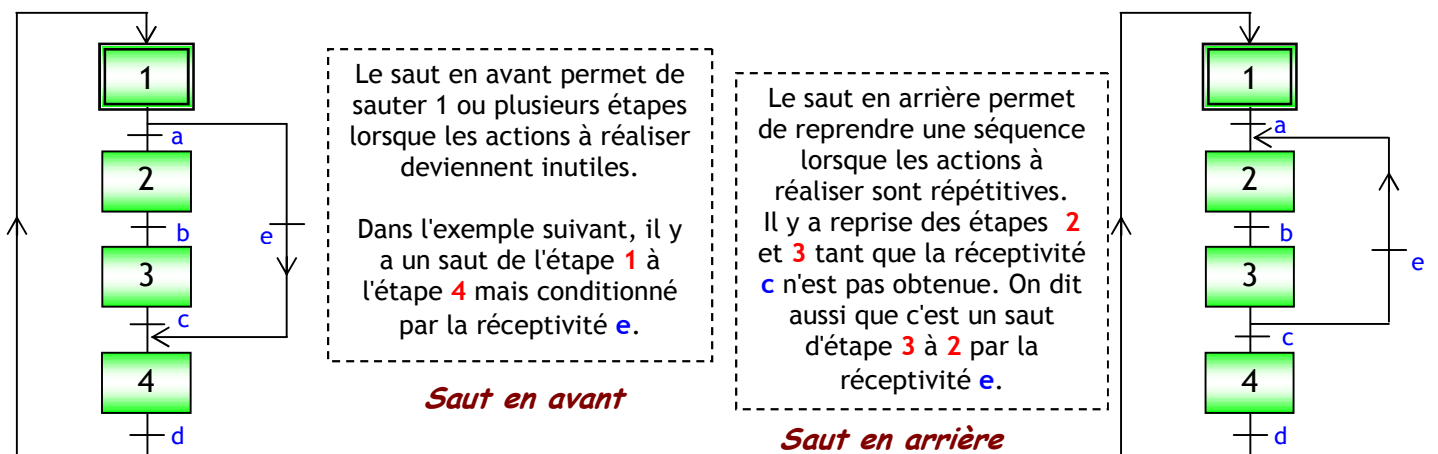 1
a
2
b
e
3
c
4
d
Le saut en avant permet de
sauter 1 ou plusieurs étapes
lorsque les actions à réaliser
deviennent inutiles.
Dans l'exemple suivant, il y
a un saut de l'étape 1 à
l'étape 4 mais conditionné
par la réceptivité e.
Saut en avant
Le saut en arrière permet
de reprendre une séquence
lorsque les actions à
réaliser sont répétitives.
Il y a reprise des étapes 2
et 3 tant que la réceptivité
c n'est pas obtenue. On dit
aussi que c'est un saut
d'étape 3 à 2 par la
réceptivité e.
Saut en arrière
1
a
2
b
e
3
c
4
d